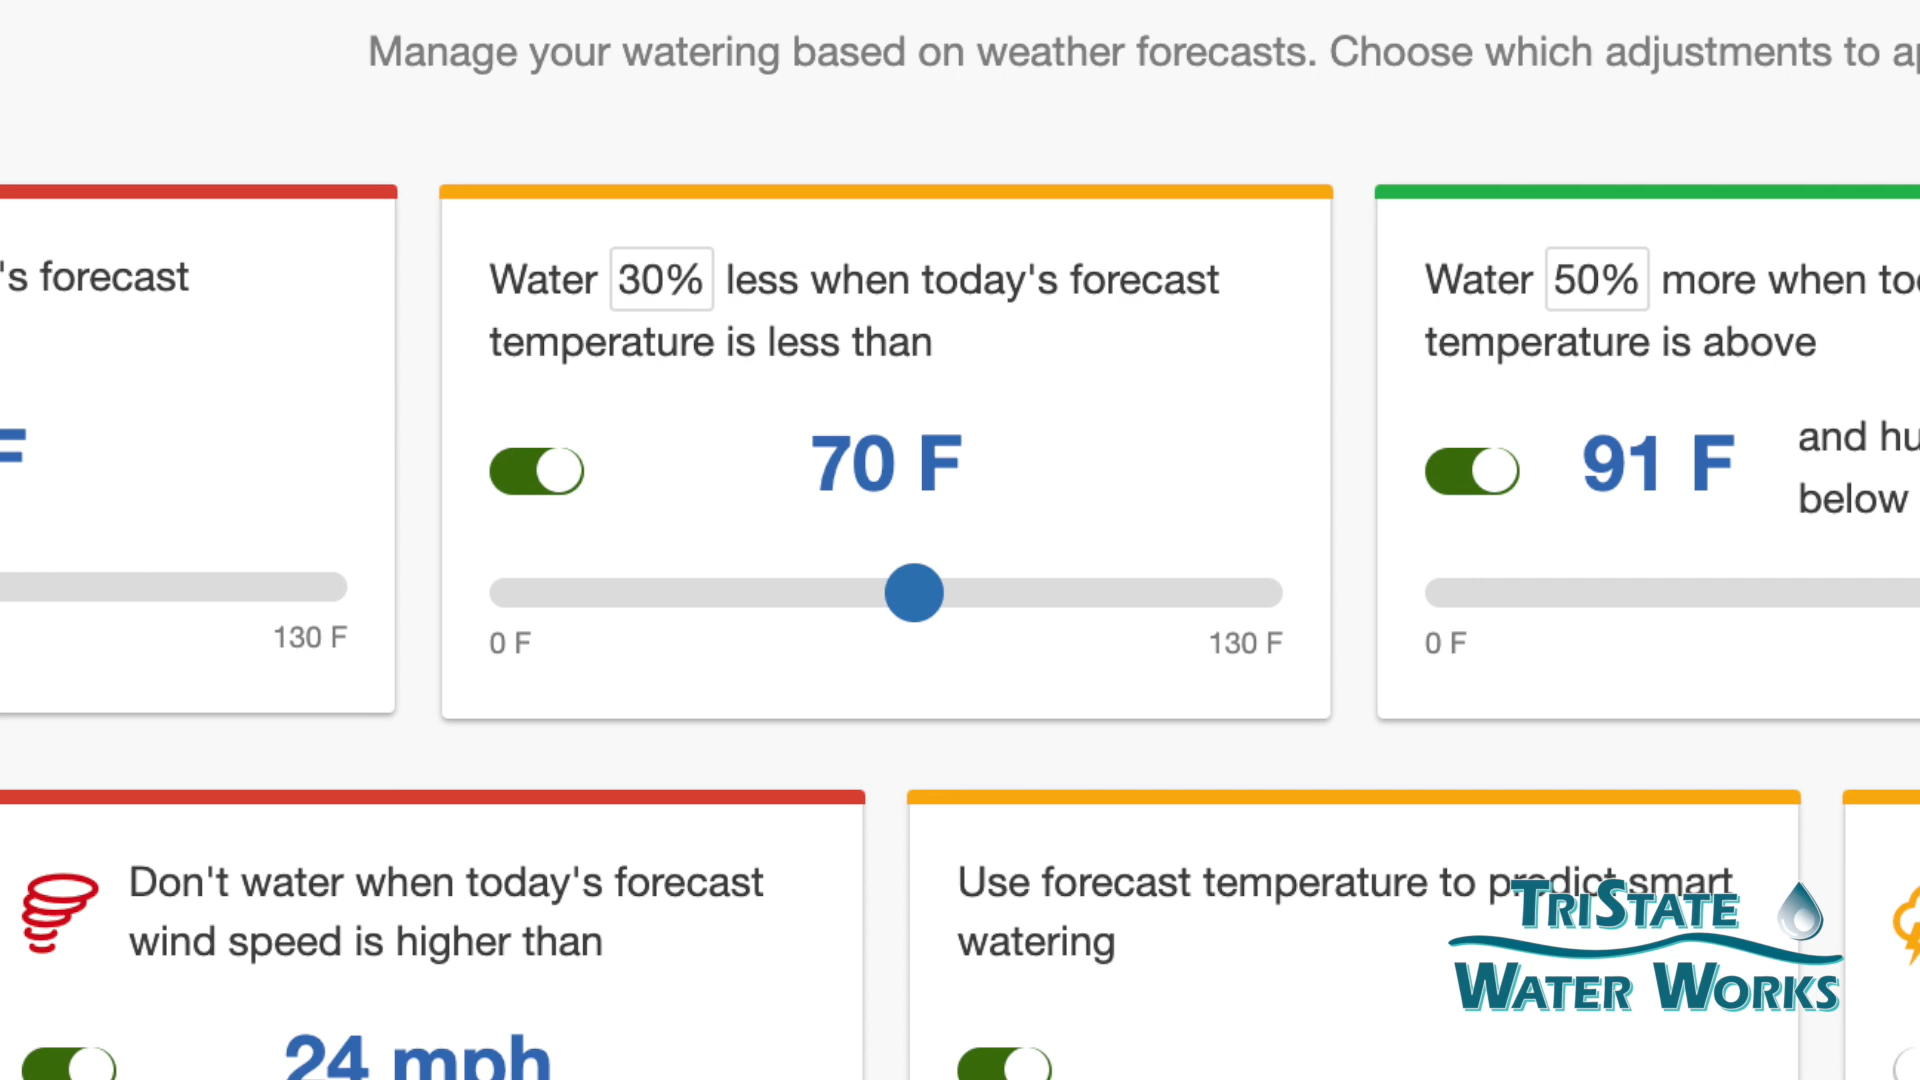 Manage your watering based on weather forecasts. Choose which adjustments to
's forecast
F
130 F
Water 30% less when today's forecast
temperature is less than
70 F
0 F 130 F
Water 50% more when
temperature is above
91 F
and
below
0 F
Don't water when today's forecast
wind speed is higher than
24 mph
Use forecast temperature to predict smart
watering
TRISTATE
WATER WORKS